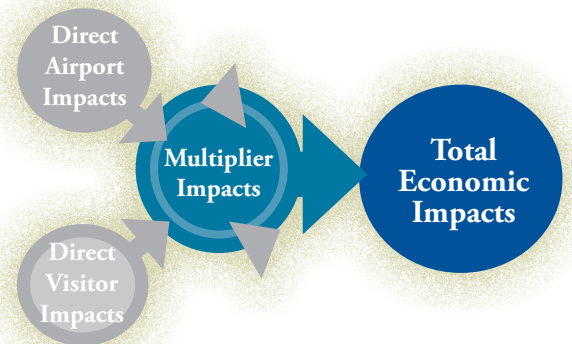 Direct
Airport
Impacts
Multiplier
Impacts
Total
Economic
Impacts
Direct
Visitor
Impacts